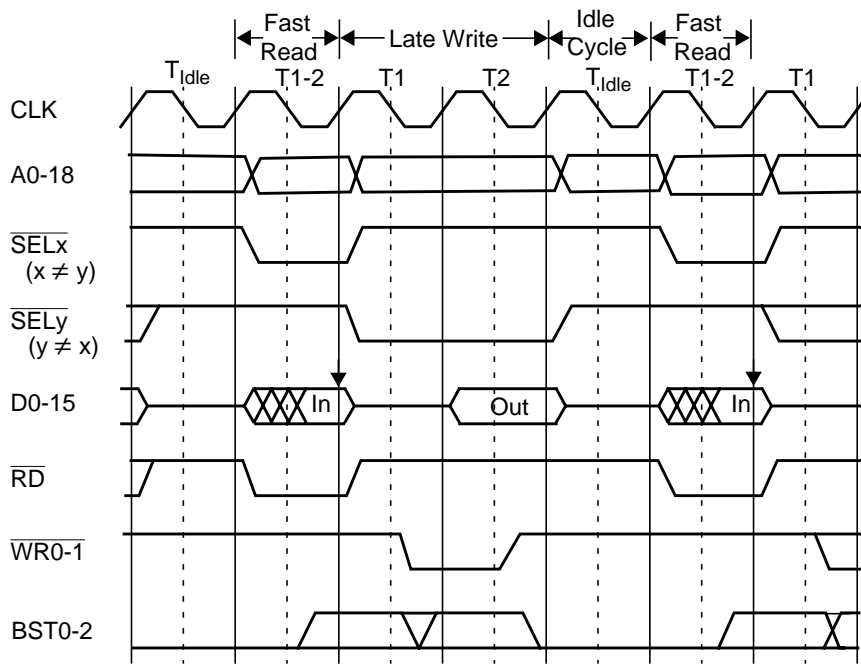 Fast
Read
Late Write
Idle
Cycle
Fast
Read
TIdle
T1-2
T1
T2
TIdle
T1-2
T1
CLK
A0-18
SELx
(x ≠ y)
SELy
(y ≠ x)
D0-15
In
Out
In
RD
WR0-1
BST0-2